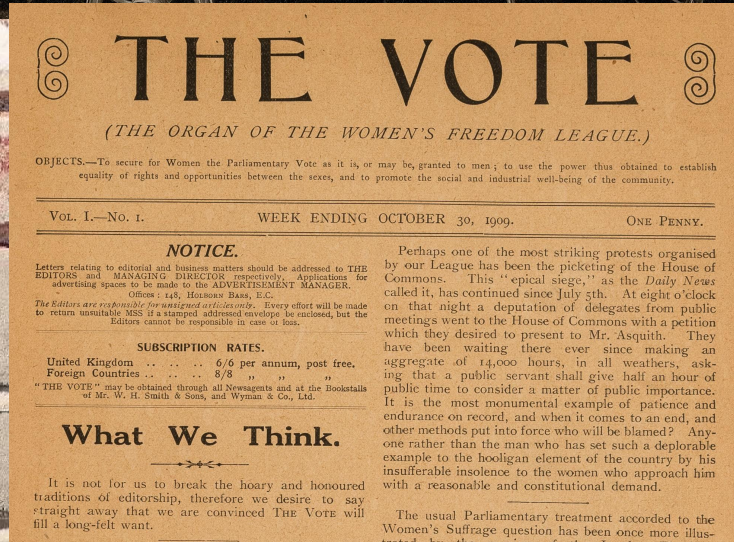 THE VOTE
(THE ORGAN OF THE WOMEN'S FREEDOM LEAGUE.)
OBJECTS.—To secure for Women the Parliamentary Vote as it is, or may be, granted to men; to use the power thus obtained to establish
equality of rights and opportunities between the sexes, and to promote the social and industrial well-being of the community.
VOL. I.—NO. 1. WEEK ENDING OCTOBER 30, 1909. ONE PENNY.
NOTICE.
Letters relating to editorial and business matters should be addressed to THE
EDITORS and MANAGING DIRECTOR respectively. Applications for
advertising spaces to be made to the ADVERTISEMENT MANAGER.
Offices: 148, HOLBORN BARS, E.C.
The Editors are responsible for unsigned articles only. Every effort will be made
to return unsuitable MSS if a stamped addressed envelope be enclosed, but the
Editors cannot be responsible in case of loss.
SUBSCRIPTION RATES.
United Kingdom .. .. .. 6/6 per annum, post free.
Foreign Countries .. .. .. 8/8 „ „ „
"THE VOTE" may be obtained through all Newsagents and at the Bookstalls
of Mr. W. H. Smith & Sons, and Wyman & Co., Ltd.
What We Think.
It is not for us to break the hoary and honoured
traditions of editorship, therefore we desire to say
straight away that we are convinced THE VOTE will
fill a long-felt want.
Perhaps one of the most striking protests organised
by our League has been the picketing of the House of
Commons. This "epical siege," as the Daily News
called it, has continued since July 5th. At eight o'clock
on that night a deputation of delegates from public
meetings went to the House of Commons with a petition
which they desired to present to Mr. Asquith. They
have been waiting there ever since making an
aggregate of 14,000 hours, in all weathers, ask-
ing that a public servant shall give half an hour of
public time to consider a matter of public importance.
It is the most monumental example of patience and
endurance on record, and when it comes to an end, and
other methods put into force who will be blamed? Any-
one rather than the man who has set such a deplorable
example to the hooligan element of the country by his
insufferable insolence to the women who approach him
with a reasonable and constitutional demand.
The usual Parliamentary treatment accorded to the
Women's Suffrage question has been once more illus-